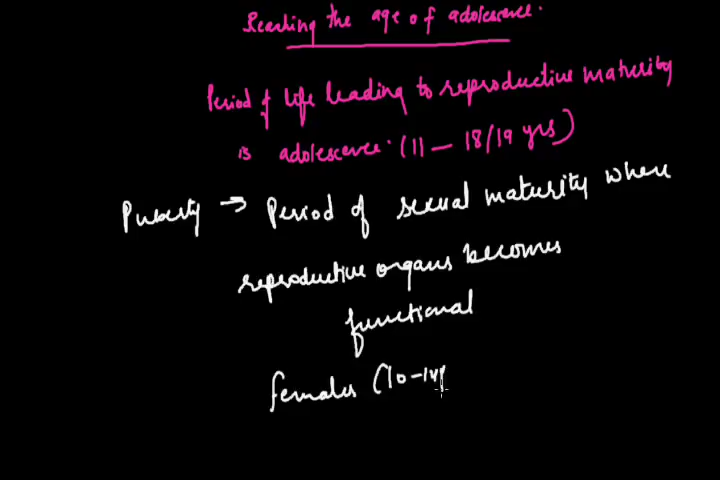 Reaching the age of adolescence.
Period of life leading to reproductive maturity
is adolescence. (11 - 18/19 yrs)
Puberty → Period of sexual maturity where
reproductive organs becomes
functional
females (10-14